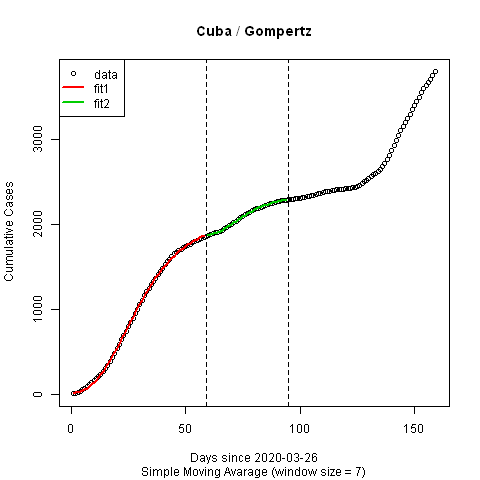 Cuba / Gompertz
data
fit1
fit2
Cumulative Cases
0
1000
2000
3000
0
50
100
150
Days since 2020-03-26
Simple Moving Avarage (window size = 7)